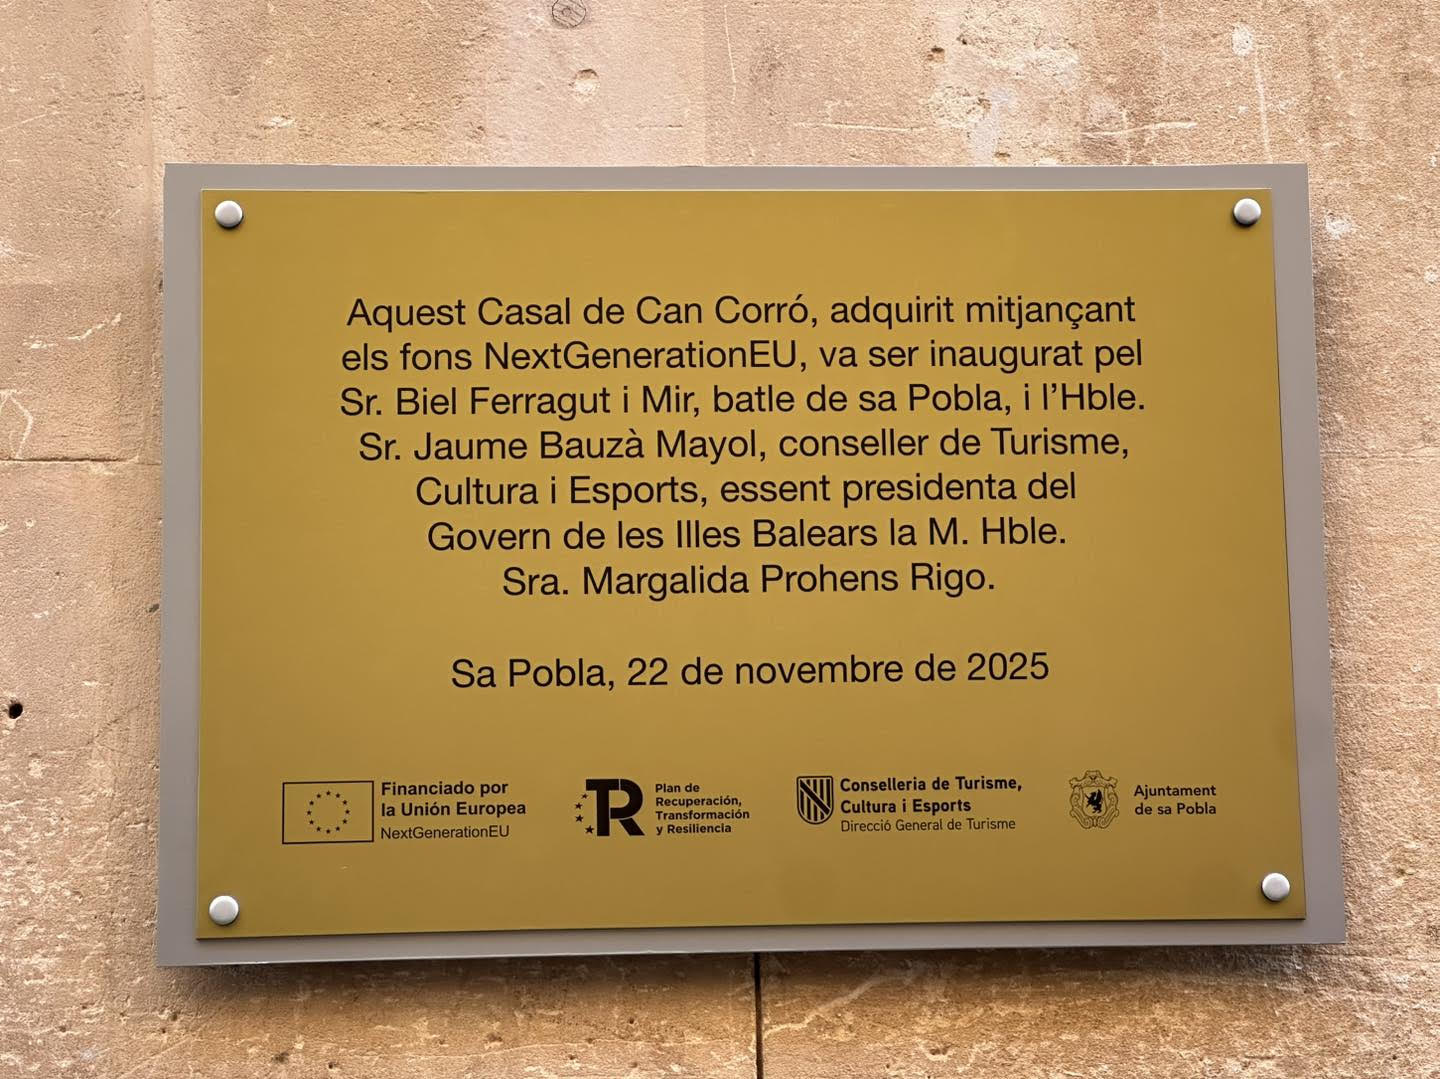 Aquest Casal de Can Corró, adquirit mitjançant
els fons NextGenerationEU, va ser inaugurat pel
Sr. Biel Ferragut i Mir, batle de sa Pobla, i l’Hble.
Sr. Jaume Bauzà Mayol, conseller de Turisme,
Cultura i Esports, essent presidenta del
Govern de les Illes Balears la M. Hble.
Sra. Margalida Prohens Rigo.
Sa Pobla, 22 de novembre de 2025
Financiado por
la Unión Europea
NextGenerationEU
TR
Plan de
Recuperación,
Transformación
y Resiliencia
Conselleria de Turisme,
Cultura i Esports
Direcció General de Turisme
Ajuntament
de sa Pobla